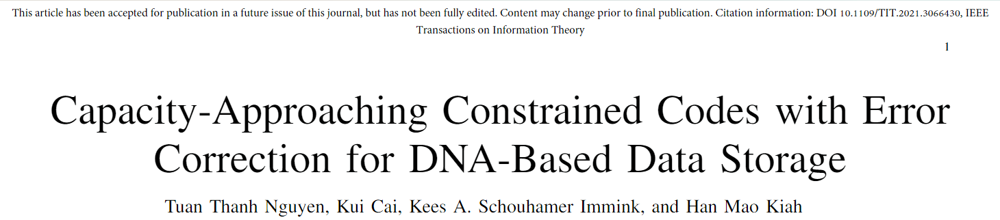 This article has been accepted for publication in a future issue of this journal, but has not been fully edited. Content may change prior to final publication. Citation information: DOI 10.1109/TIT.2021.3066430, IEEE
Transactions on Information Theory
1
Capacity-Approaching Constrained Codes with Error
Correction for DNA-Based Data Storage
Tuan Thanh Nguyen, Kui Cai, Kees A. Schouhamer Immink, and Han Mao Kiah